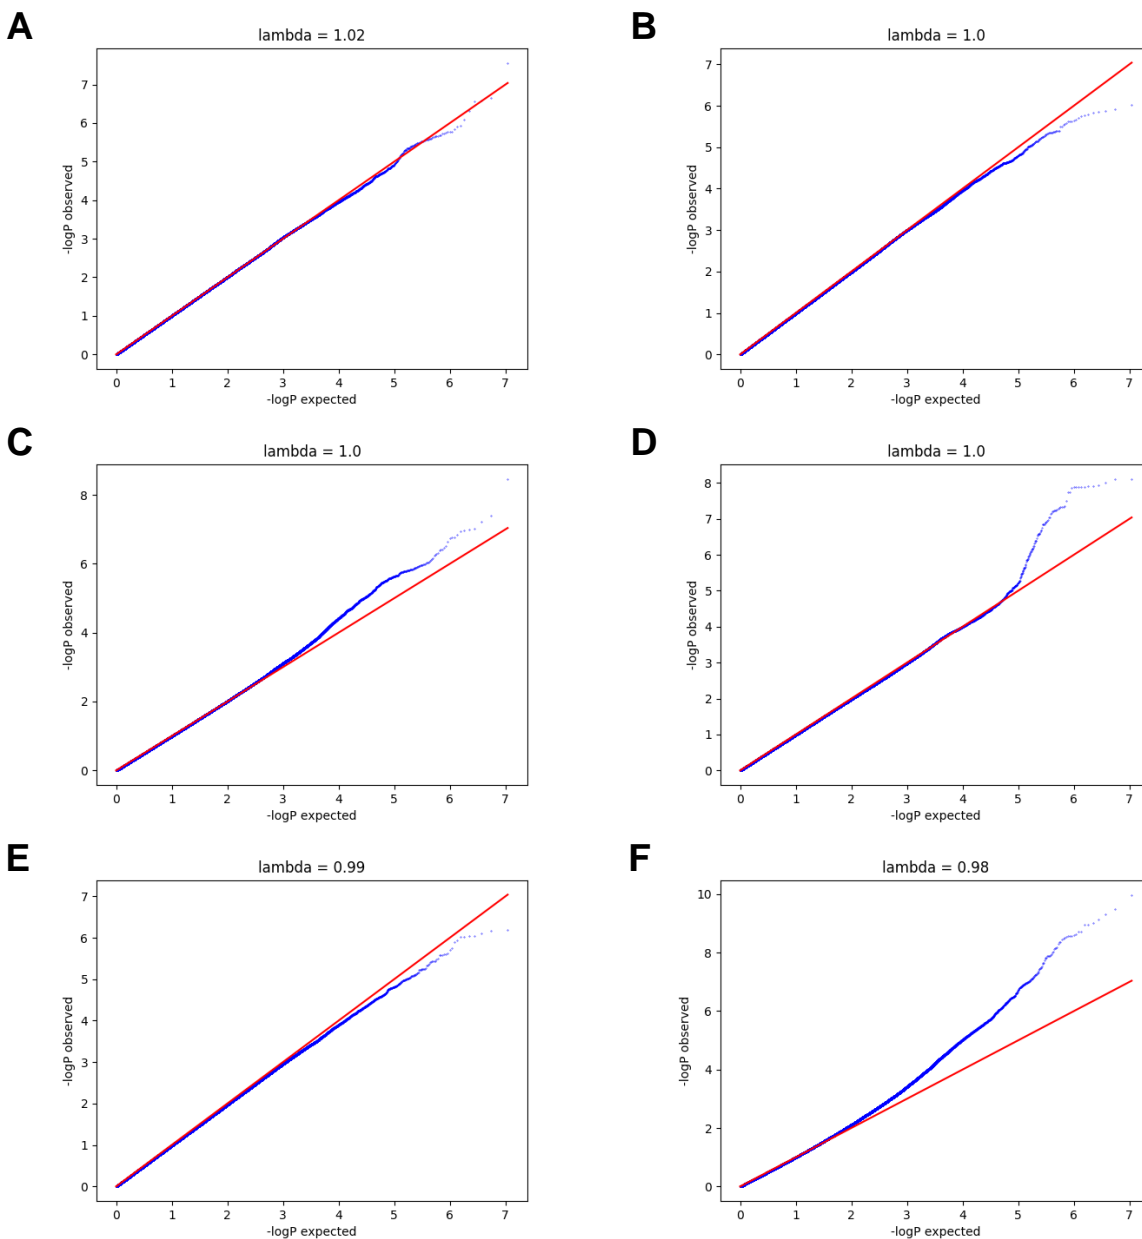 A
lambda = 1.02
-logP observed
7
6
5
4
3
2
1
0
0 1 2 3 4 5 6 7
-logP expected
B
lambda = 1.0
-logP observed
7
6
5
4
3
2
1
0
0 1 2 3 4 5 6 7
-logP expected
C
lambda = 1.0
-logP observed
8
6
4
2
0
0 1 2 3 4 5 6 7
-logP expected
D
lambda = 1.0
-logP observed
8
7
6
5
4
3
2
1
0
0 1 2 3 4 5 6 7
-logP expected
E
lambda = 0.99
-logP observed
7
6
5
4
3
2
1
0
0 1 2 3 4 5 6 7
-logP expected
F
lambda = 0.98
-logP observed
10
8
6
4
2
0
0 1 2 3 4 5 6 7
-logP expected